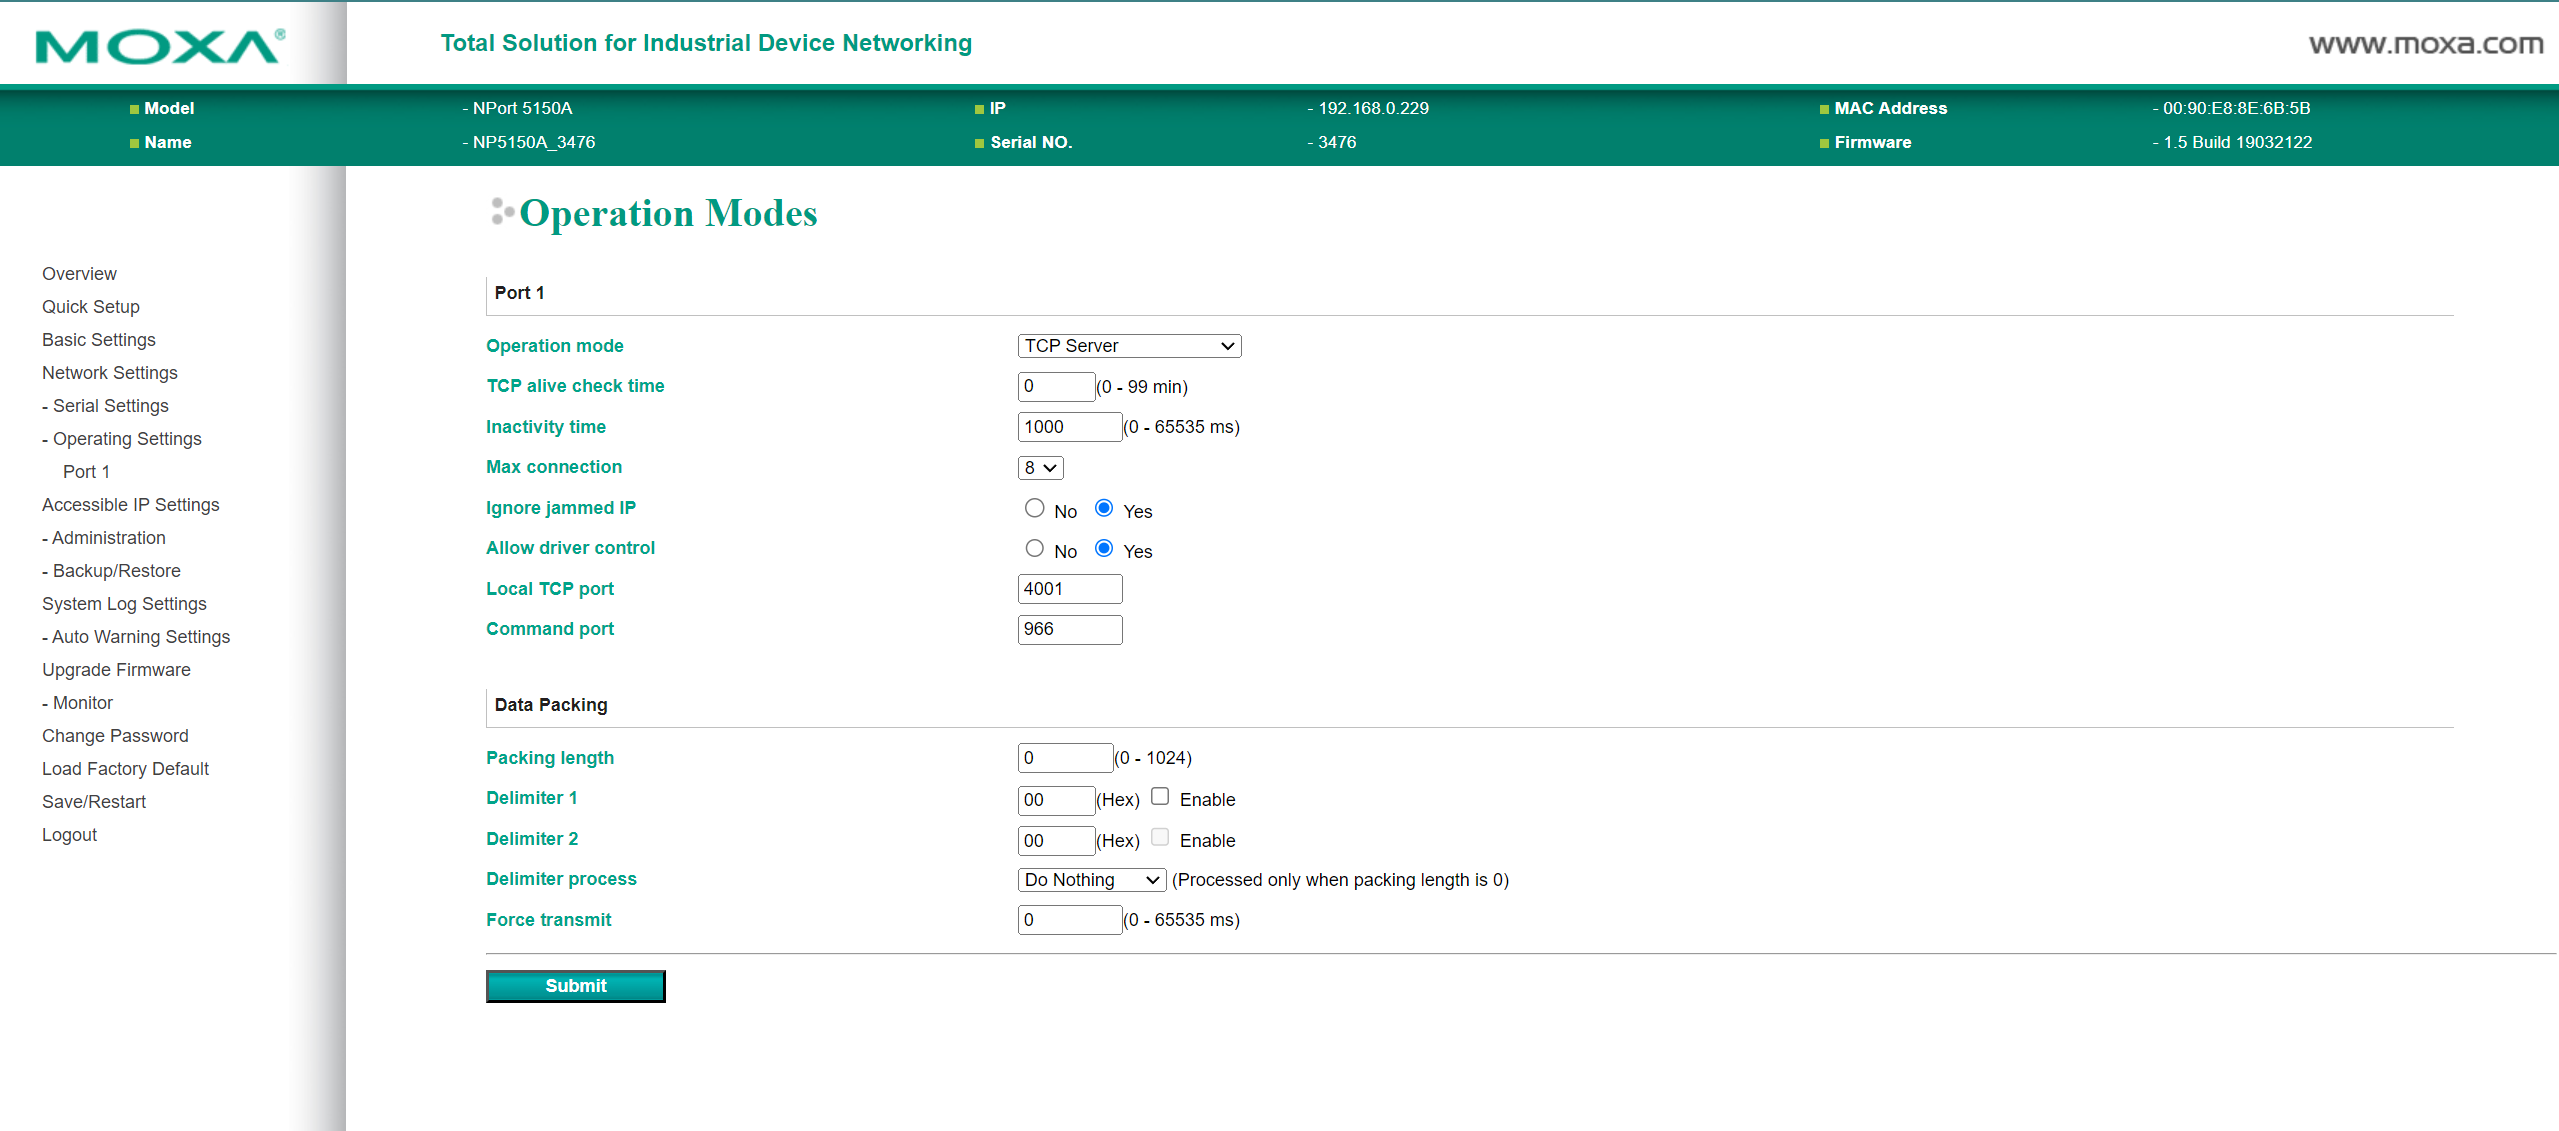 MOXA®
Total Solution for Industrial Device Networking
www.moxa.com
Model - NPort 5150A IP - 192.168.0.229 MAC Address - 00:90:E8:8E:6B:5B
Name - NP5150A_3476 Serial NO. - 3476 Firmware - 1.5 Build 19032122
Overview
Quick Setup
Basic Settings
Network Settings
- Serial Settings
- Operating Settings
Port 1
Accessible IP Settings
- Administration
- Backup/Restore
System Log Settings
- Auto Warning Settings
Upgrade Firmware
- Monitor
Change Password
Load Factory Default
Save/Restart
Logout
Operation Modes
Port 1
Operation mode TCP Server
TCP alive check time 0 (0 - 99 min)
Inactivity time 1000 (0 - 65535 ms)
Max connection 8
Ignore jammed IP No Yes
Allow driver control No Yes
Local TCP port 4001
Command port 966
Data Packing
Packing length 0 (0 - 1024)
Delimiter 1 00 (Hex) Enable
Delimiter 2 00 (Hex) Enable
Delimiter process Do Nothing (Processed only when packing length is 0)
Force transmit 0 (0 - 65535 ms)
Submit